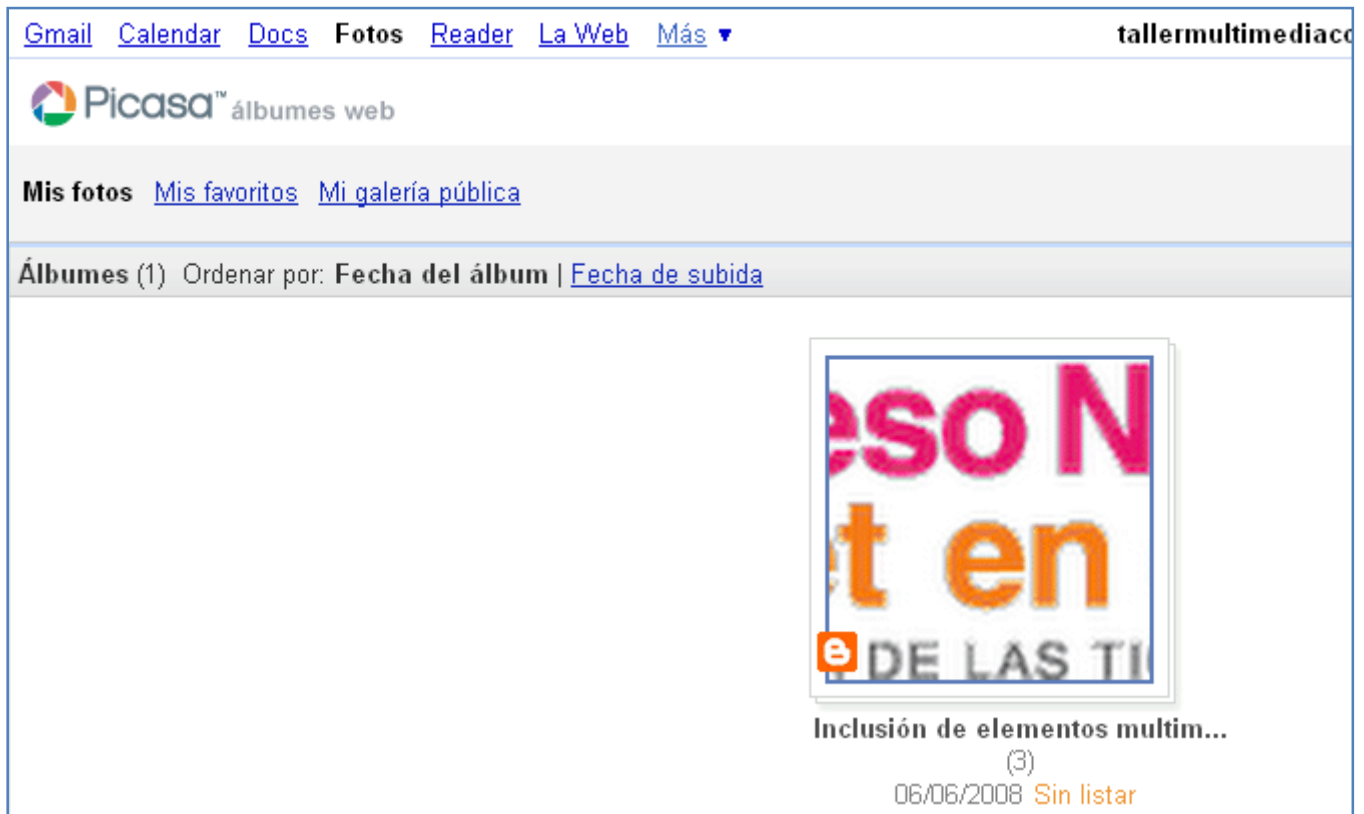 Gmail Calendar Docs Fotos Reader La Web Más ▼ tallermultimediaco
Picasa™ álbumes web
Mis fotos Mis favoritos Mi galería pública
Álbumes (1) Ordenar por: Fecha del álbum | Fecha de subida
eso N
et en
DE LAS TI
Inclusión de elementos multim...
(3)
06/06/2008 Sin listar